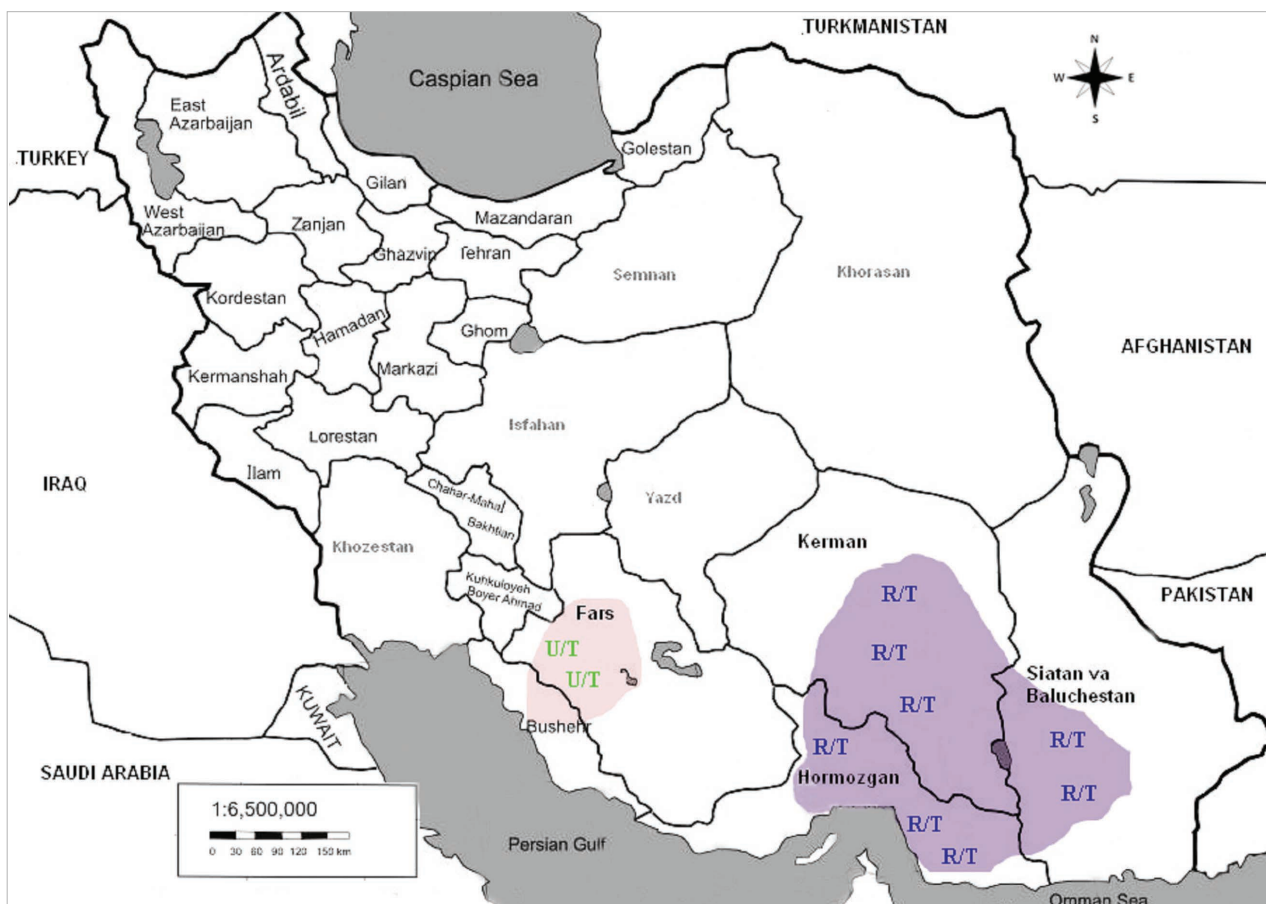 TURKMANISTAN
N
W E
S
Caspian Sea
Ardabil
East
Azarbaijan
Golestan
.TURKEY
Gilan
West
Azarbaijan
Zanjan
Mazandaran
Ghazvin
Tehran
Semnan
Khorasan
Kordestan
Hamadan
Ghom
Markazi
Kermanshah
AFGHANISTAN
Isfahan
Lorestan
Ilam
IRAQ
Chahar-Mahal
Bakhtian
Yazd
Khozestan
Kerman
Kuhkuloyeh
Boyer Ahmad
PAKISTAN
R/T
Fars
U/T
R/T
U/T
Siatan va
Baluchestan
R/T
Bushehr
KUWAIT
R/T
R/T
SAUDI ARABIA
Hormozgan
R/T
1:6,500,000
0 30 60 90 120 150 km
R/T
Persian Gulf
R/T
Omman Sea